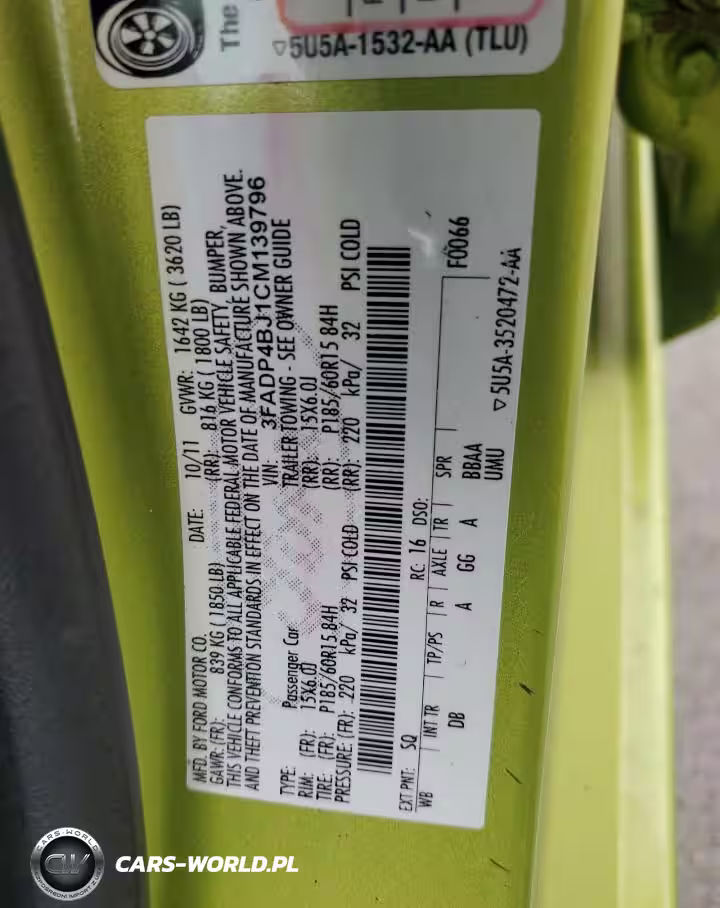 The
5U5A-1532-AA (TLU)
MFD. BY FORD MOTOR CO. DATE: 10/11 GVWR: 1642 KG ( 3620 LB)
GAWR: (FR): 839 KG ( 1850 LB) (RR): 816 KG ( 1800 LB)
THIS VEHICLE CONFORMS TO ALL APPLICABLE FEDERAL MOTOR VEHICLE SAFETY, BUMPER,
AND THEFT PREVENTION STANDARDS IN EFFECT ON THE DATE OF MANUFACTURE SHOWN ABOVE.
VIN: 3FADP4BJ1CM139796
TYPE: Passenger Car TRAILER TOWING - SEE OWNER GUIDE
RIM: (FR): 15X6.0J (RR): 15X6.0J
TIRE: (FR): P185/60R15 84H (RR): P185/60R15 84H
PRESSURE: (FR): 220 kPa/ 32 PSI COLD (RR): 220 kPa/ 32 PSI COLD
EXT PNT: SQ RC: 16 DSO: F0066
WB INT TR TP/PS R AXLE TR SPR
DB A GG A BBAA
UMU
▽ 5U5A-3520472-AA
CARS-WORLD
CW
CARS-WORLD.PL